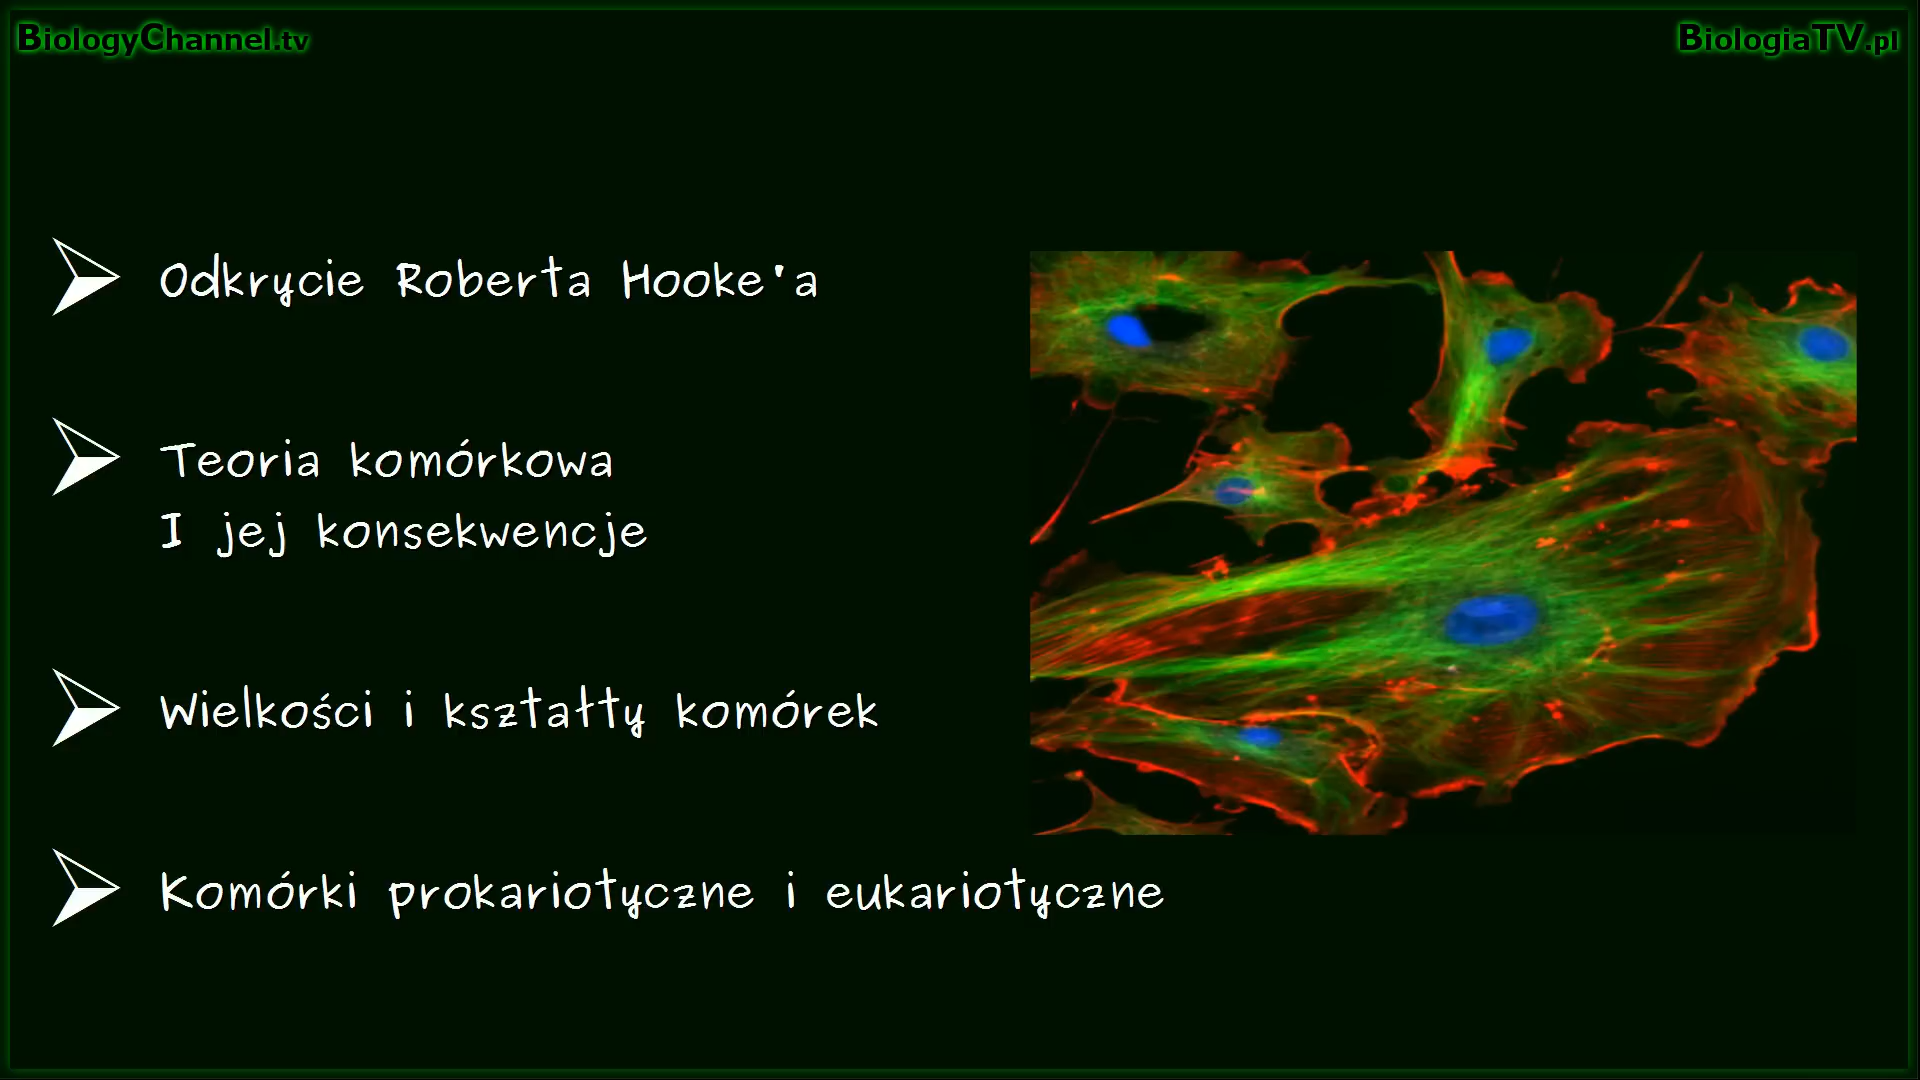 BiologyChannel.tv
BiologiaTV.pl
Odkrycie Roberta Hooke'a
Teoria komórkowa
I jej konsekwencje
Wielkości i kształty komórek
Komórki prokariotyczne i eukariotyczne